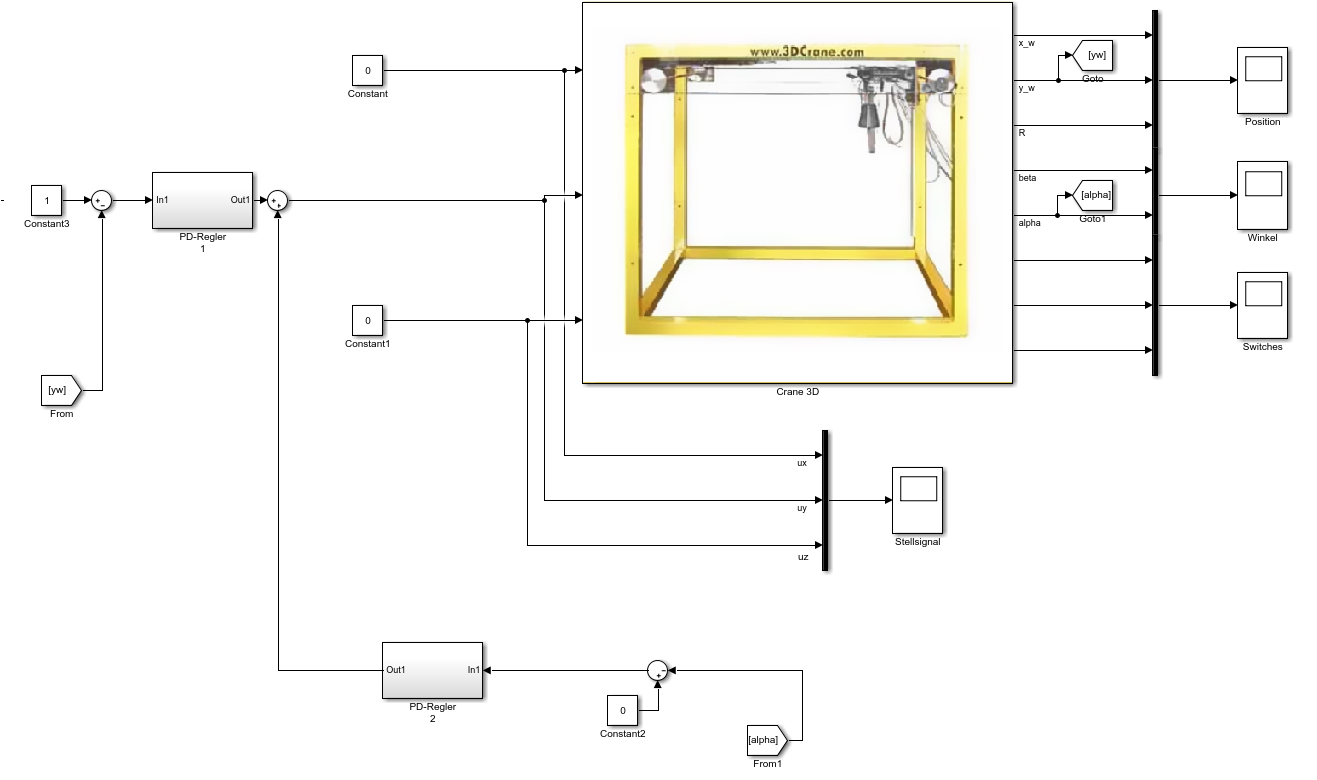 www.3DCrane.com
x_w
[yw]
Goto
0
Constant
y_w
Position
R
beta
1
Constant3
In1
Out1
PD-Regler
1
[alpha]
Goto1
alpha
Winkel
0
Constant1
Switches
[yw]
From
Crane 3D
ux
uy
uz
Stellsignal
Out1
In1
PD-Regler
2
0
Constant2
[alpha]
From1